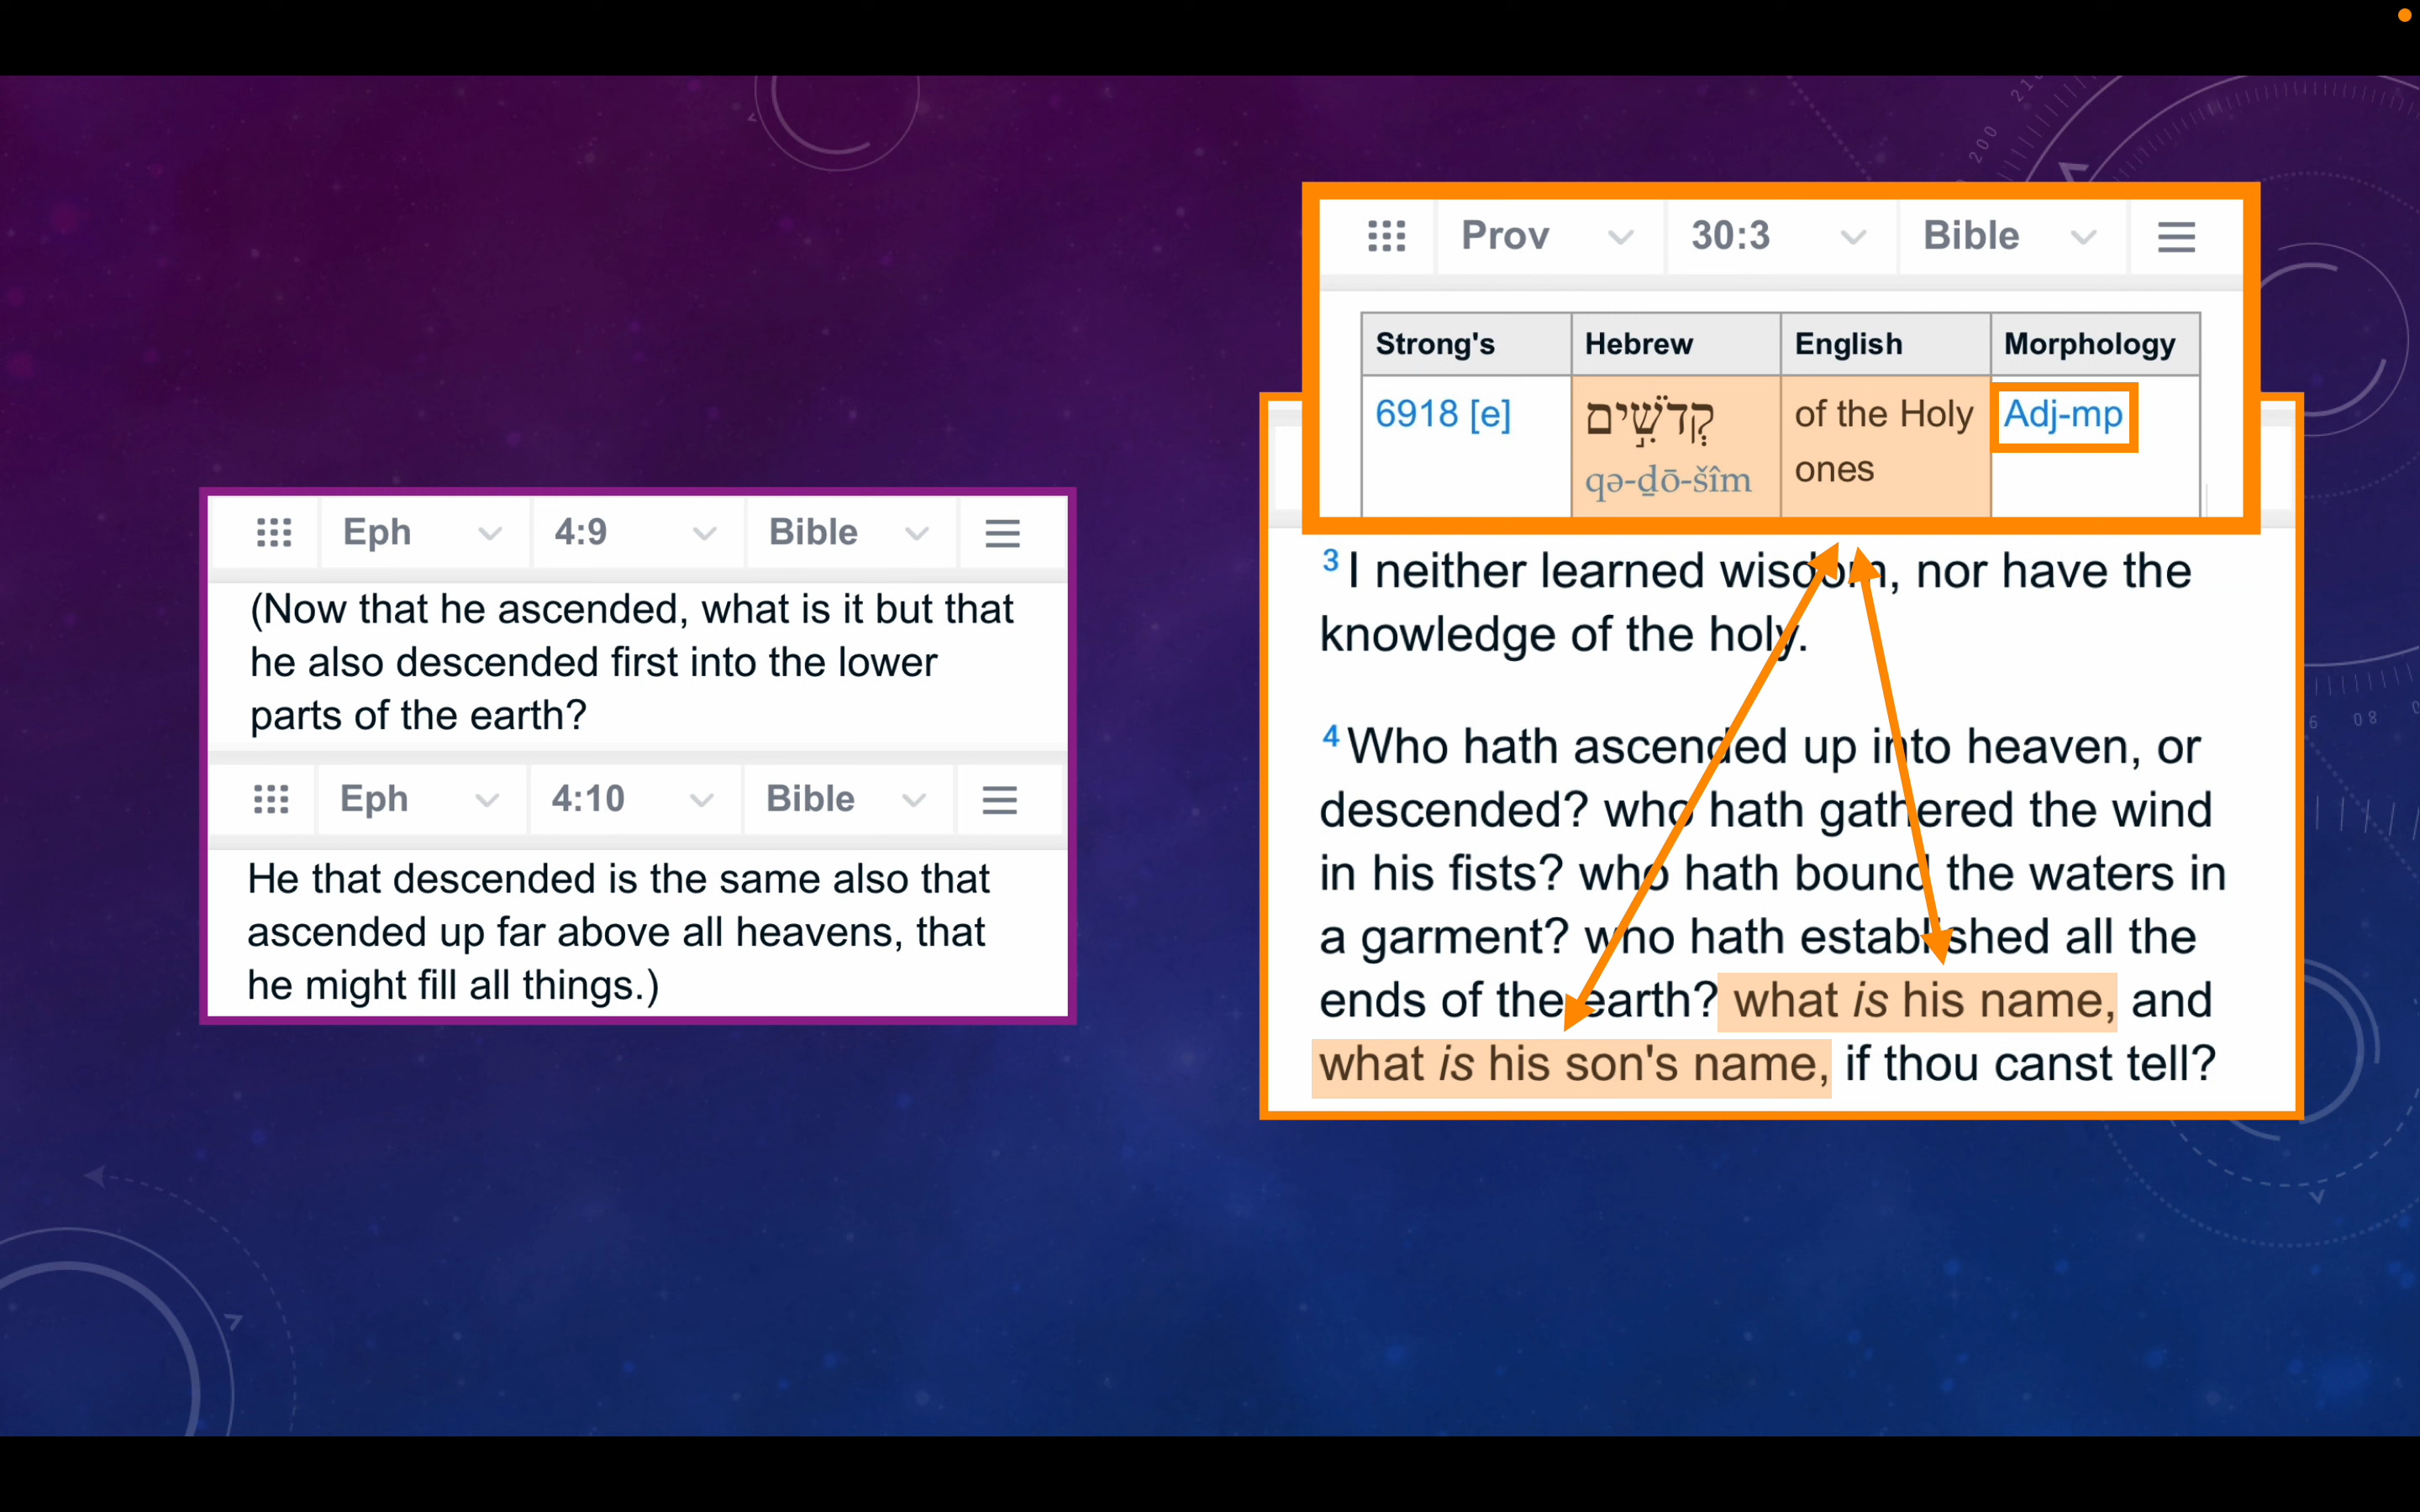 Eph 4:9 Bible
(Now that he ascended, what is it but that
he also descended first into the lower
parts of the earth?
Eph 4:10 Bible
He that descended is the same also that
ascended up far above all heavens, that
he might fill all things.)
Prov 30:3 Bible
Strong's Hebrew English Morphology
6918 [e] קְדֹשִׁ֣ים of the Holy Adj-mp
qə-ḏō-šîm ones
3 I neither learned wisdom, nor have the
knowledge of the holy.
4 Who hath ascended up into heaven, or
descended? who hath gathered the wind
in his fists? who hath bound the waters in
a garment? who hath established all the
ends of the earth? what is his name, and
what is his son's name, if thou canst tell?
200
80